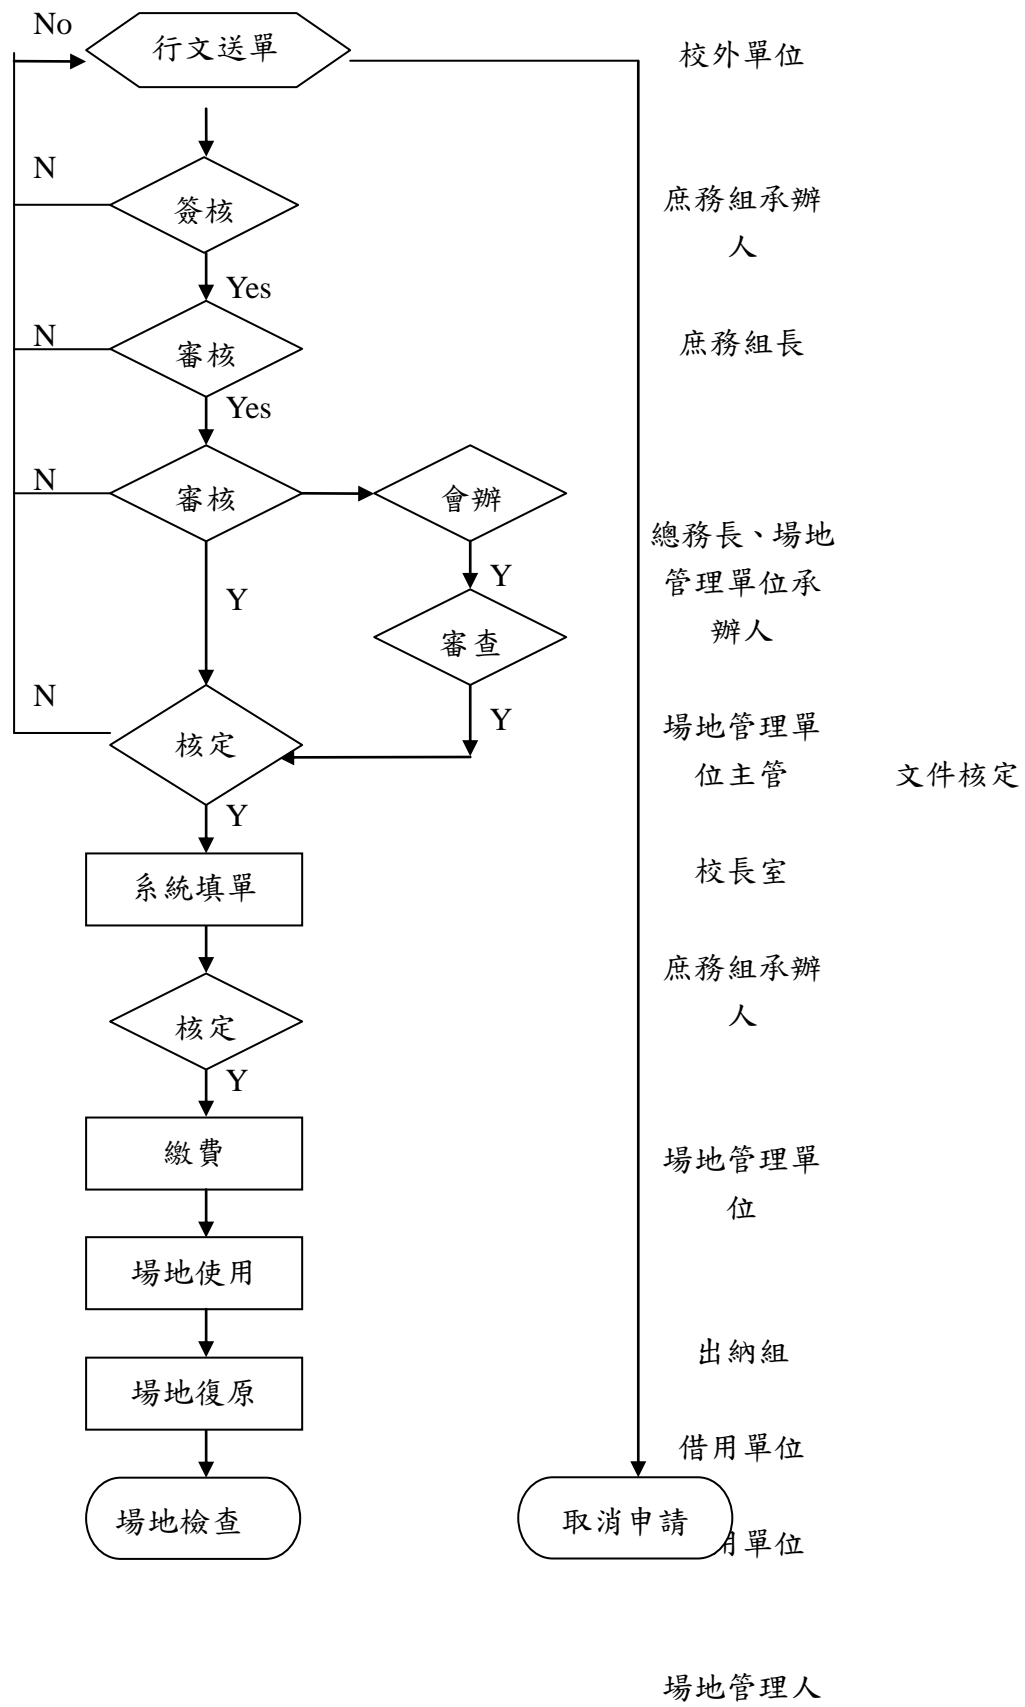 No
行文送單
校外單位
N
簽核
庶務組承辦
人
Yes
N
審核
庶務組長
Yes
N
審核
會辦
總務長、場地
管理單位承
辦人
Y
Y
審查
N
Y
核定
場地管理單
位主管
文件核定
Y
系統填單
校長室
核定
庶務組承辦
人
Y
繳費
場地管理單
位
場地使用
場地復原
出納組
借用單位
場地檢查
取消申請
用單位
場地管理人